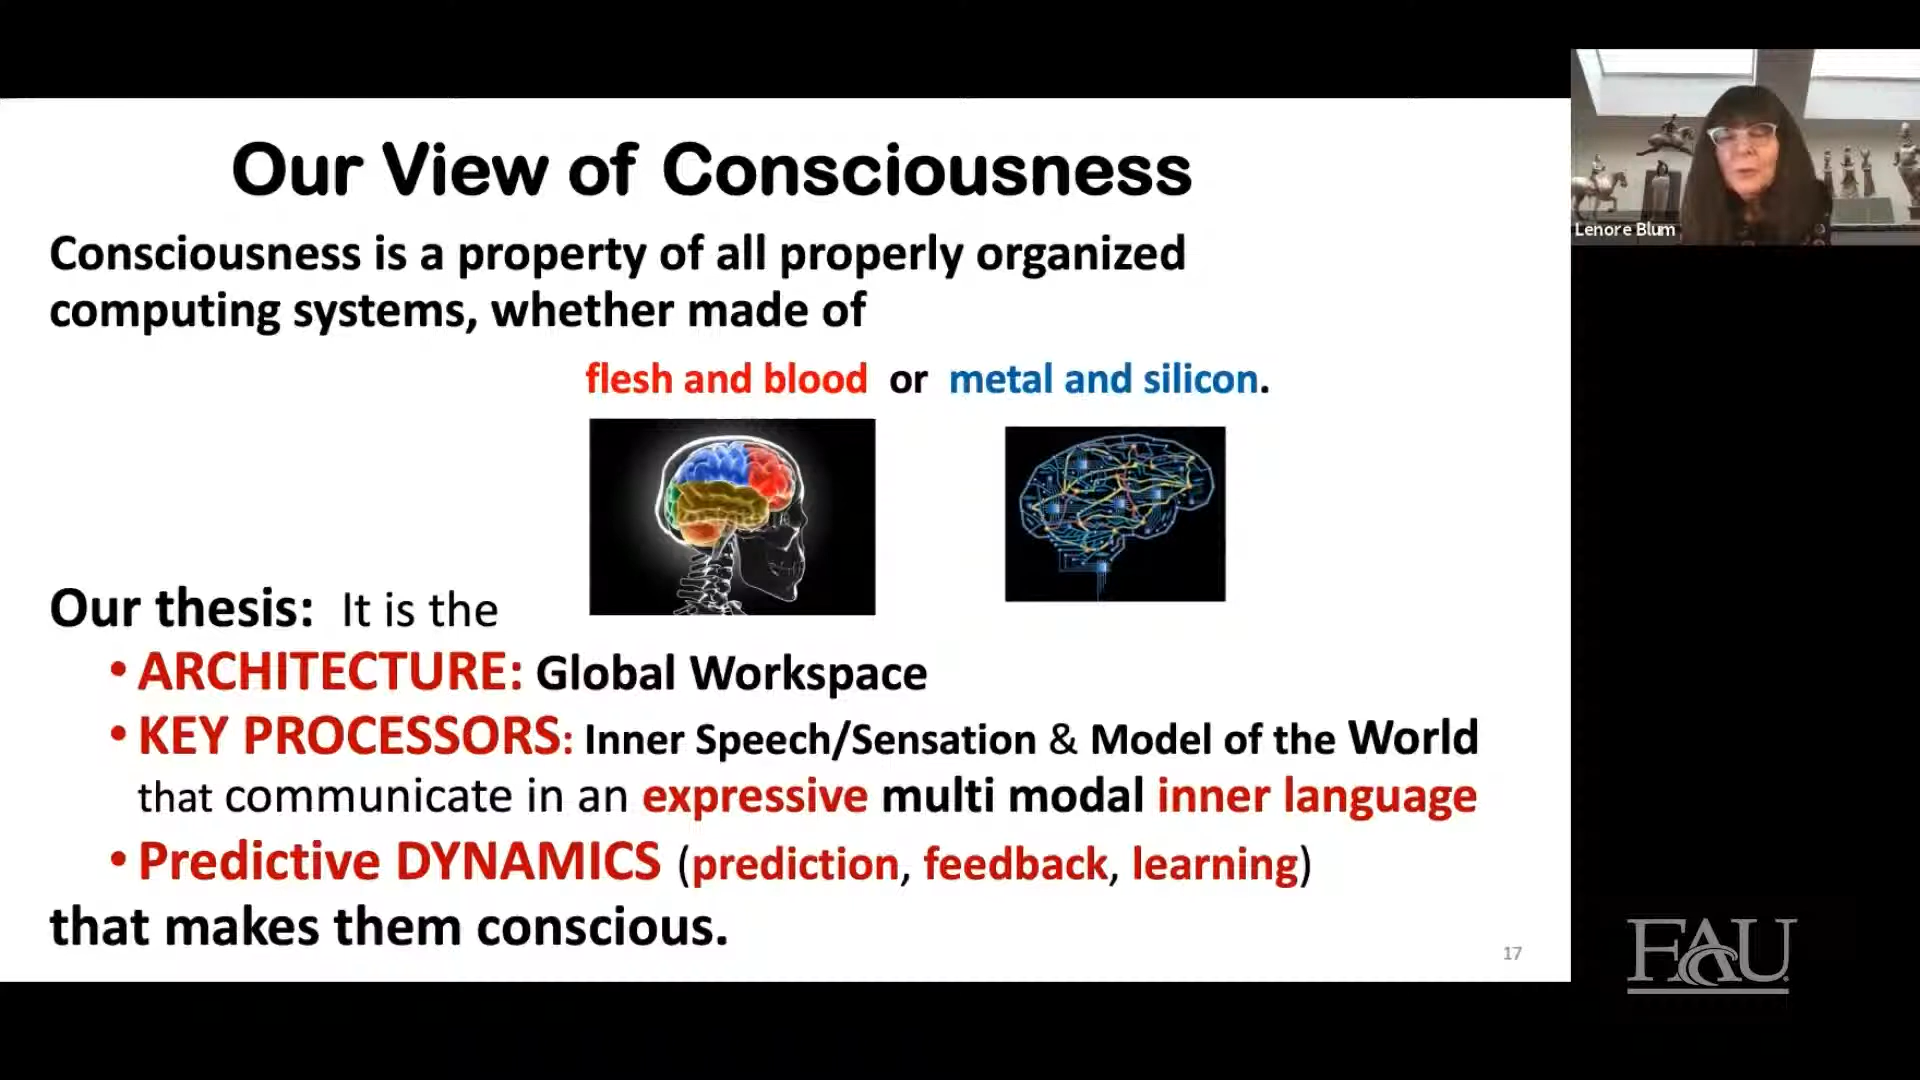 Our View of Consciousness
Consciousness is a property of all properly organized
computing systems, whether made of
flesh and blood or metal and silicon.
Our thesis: It is the
• ARCHITECTURE: Global Workspace
• KEY PROCESSORS: Inner Speech/Sensation & Model of the World
that communicate in an expressive multi modal inner language
• Predictive DYNAMICS (prediction, feedback, learning)
that makes them conscious.
17
Lenore Blum
FAU